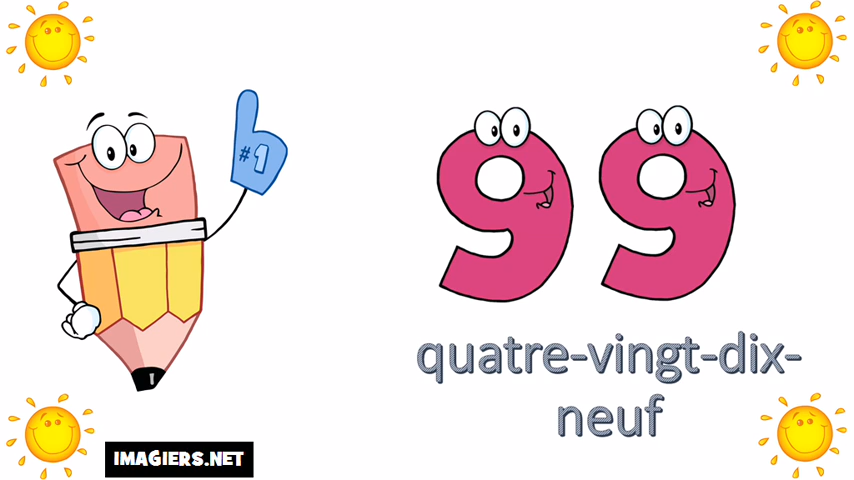 #1
99
quatre-vingt-dix-
neuf
IMAGIERS.NET